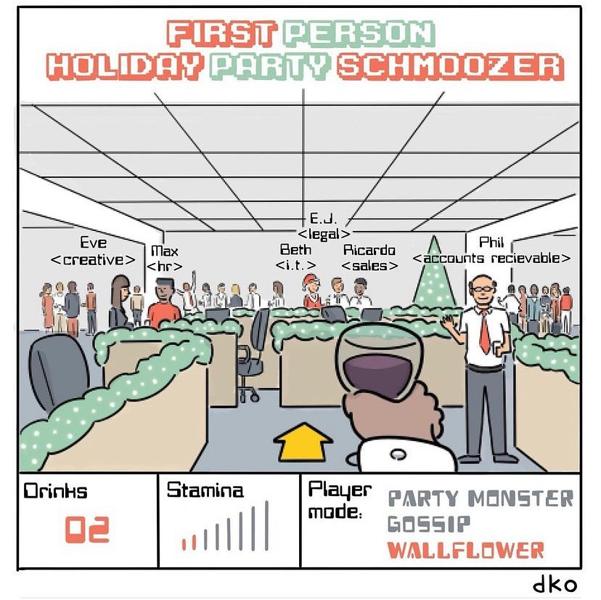 FIRST PERSON
HOLIDAY PARTY SCHMOOZER
E.J.
<legal>
Eve
<creative>
Max
<hr>
Beth
<i.t.>
Ricardo
<sales>
Phil
<accounts recievable>
Drinks
02
Stamina
Player
mode:
PARTY MONSTER
GOSSIP
WALLFLOWER
dko